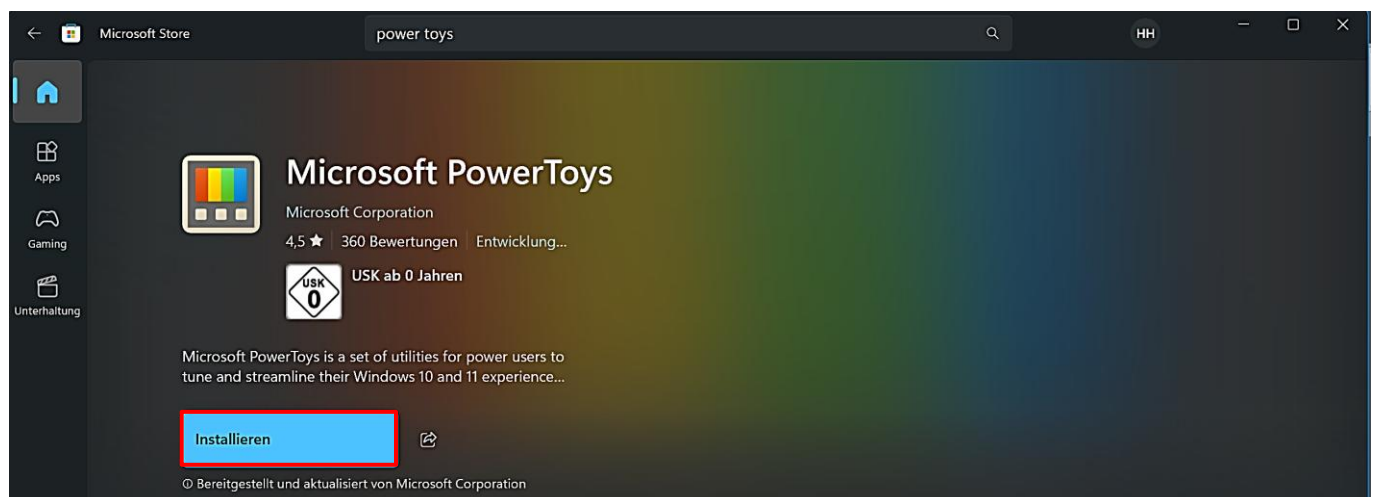 Microsoft Store
power toys
HH
Apps
Gaming
Unterhaltung
Microsoft PowerToys
Microsoft Corporation
4,5 ★ 360 Bewertungen Entwicklung...
USK
0
USK ab 0 Jahren
Microsoft PowerToys is a set of utilities for power users to
tune and streamline their Windows 10 and 11 experience...
Installieren
Bereitgestellt und aktualisiert von Microsoft Corporation